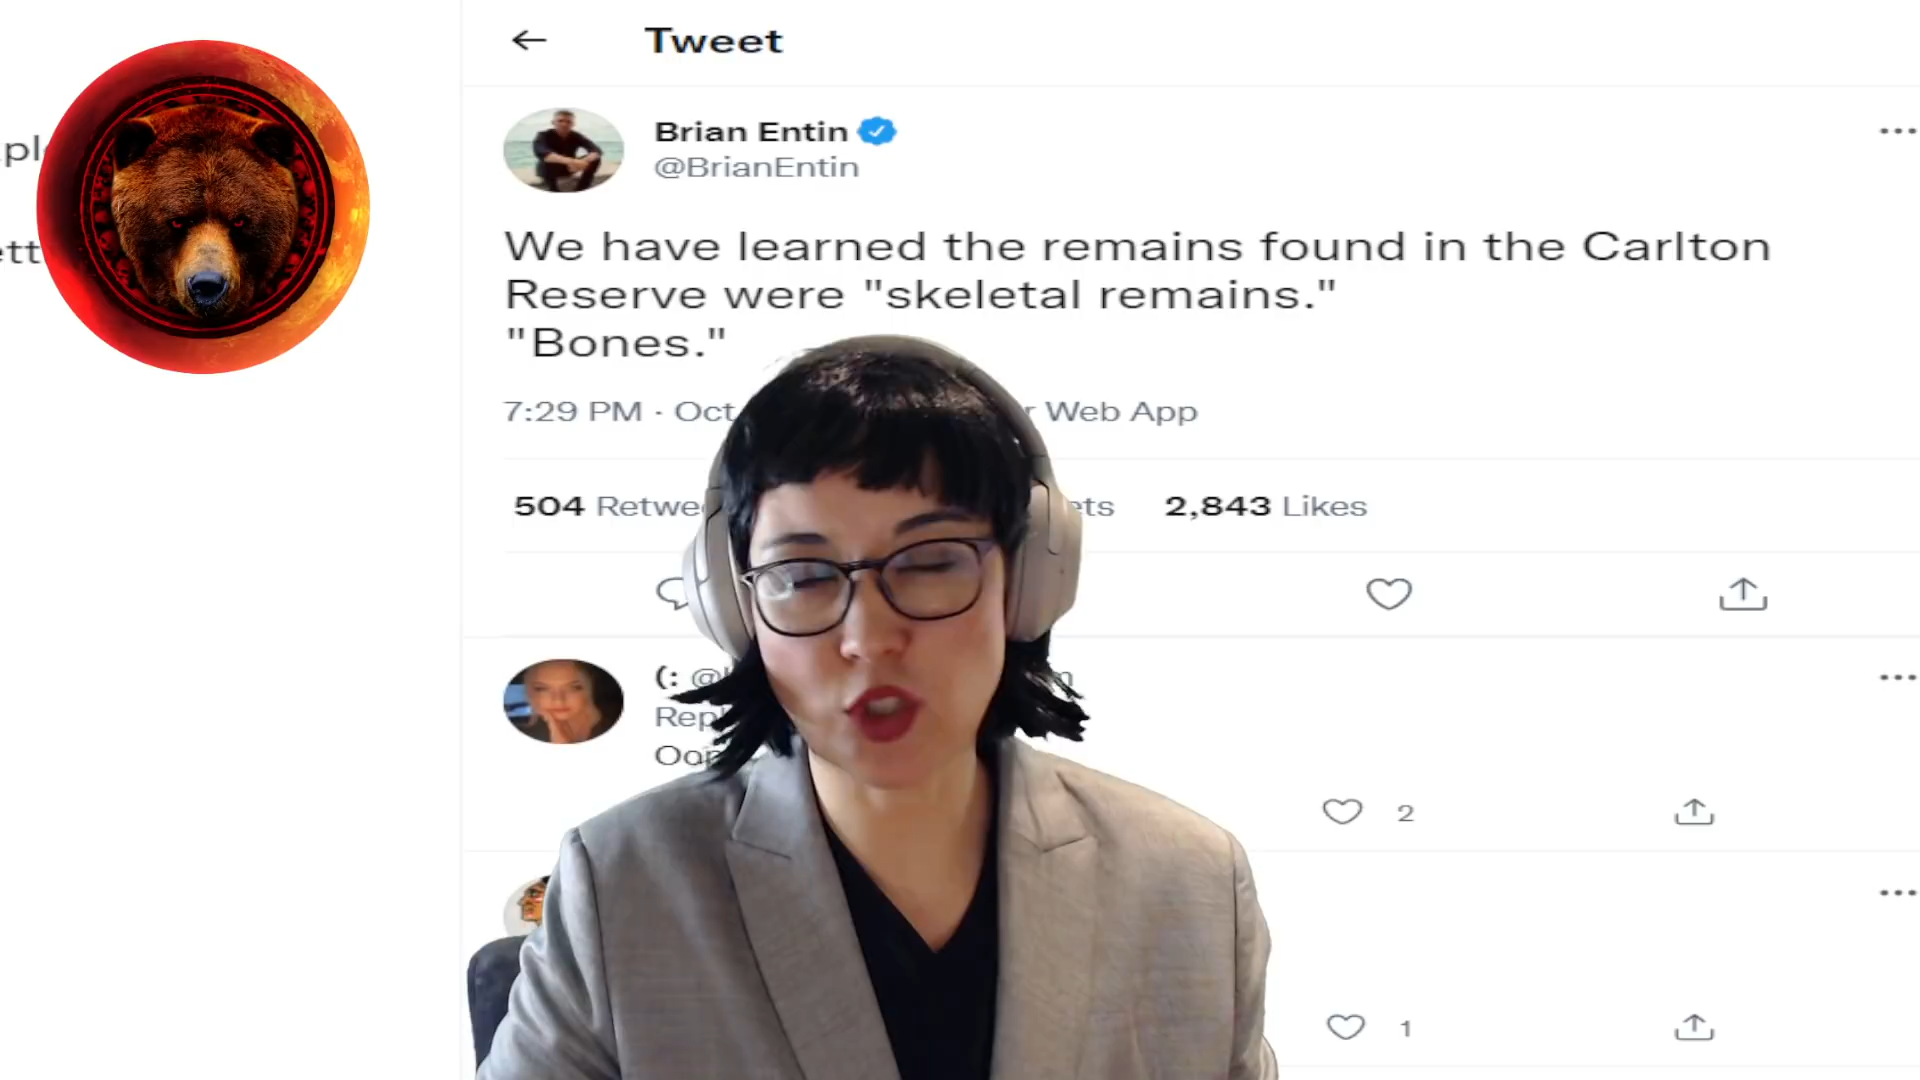 Tweet
Brian Entin
@BrianEntin
We have learned the remains found in the Carlton
Reserve were "skeletal remains."
"Bones."
7:29 PM · Oct Web App
504 2,843 Likes
(:
2
1